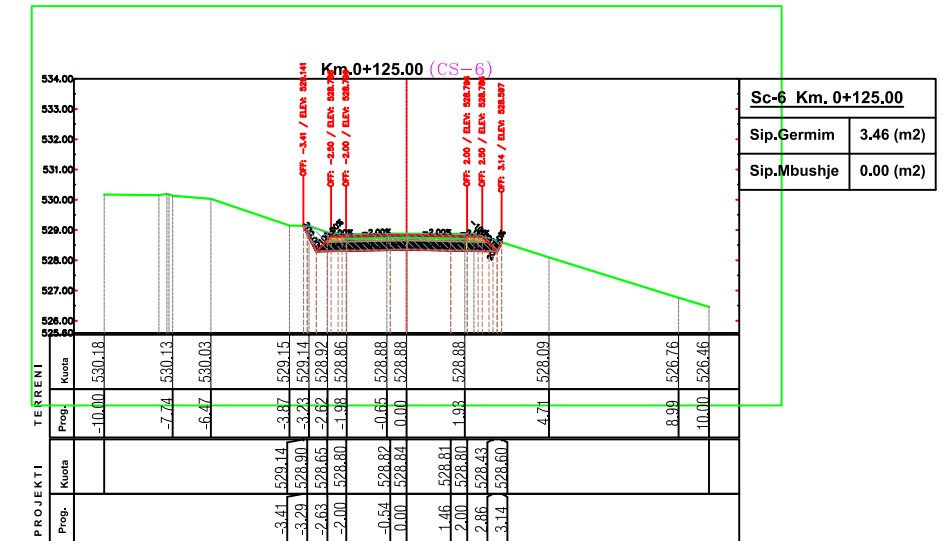 Km.0+125.00 (CS-6)
534.00
533.00
532.00
531.00
530.00
529.00
528.00
527.00
526.00
525.60
OFF: -3.41 / ELEV: 529.141
OFF: -2.50 / ELEV:
OFF: -2.00 / ELEV:
OFF: 2.00 / ELEV:
OFF: 2.50 / ELEV:
OFF: 3.14 / ELEV: 528.597
-2.00%
-2.00%
Sc-6 Km. 0+125.00
Sip.Germim 3.46 (m2)
Sip.Mbushje 0.00 (m2)
TERRENI
Kuota 530.18 530.13 530.03 529.15 529.14 528.92 528.86 528.88 528.88 528.88 528.09 526.76 526.46
Prog. -10.00 -7.74 -6.47 -3.87 -3.23 -2.62 -1.98 -0.65 0.00 1.93 4.71 8.99 10.00
PROJEKTI
Kuota 529.14 528.90 528.65 528.80 528.82 528.84 528.81 528.80 528.43 528.60
Prog. -3.41 -3.29 -2.63 -2.00 -0.54 0.00 1.46 2.00 2.86 3.14